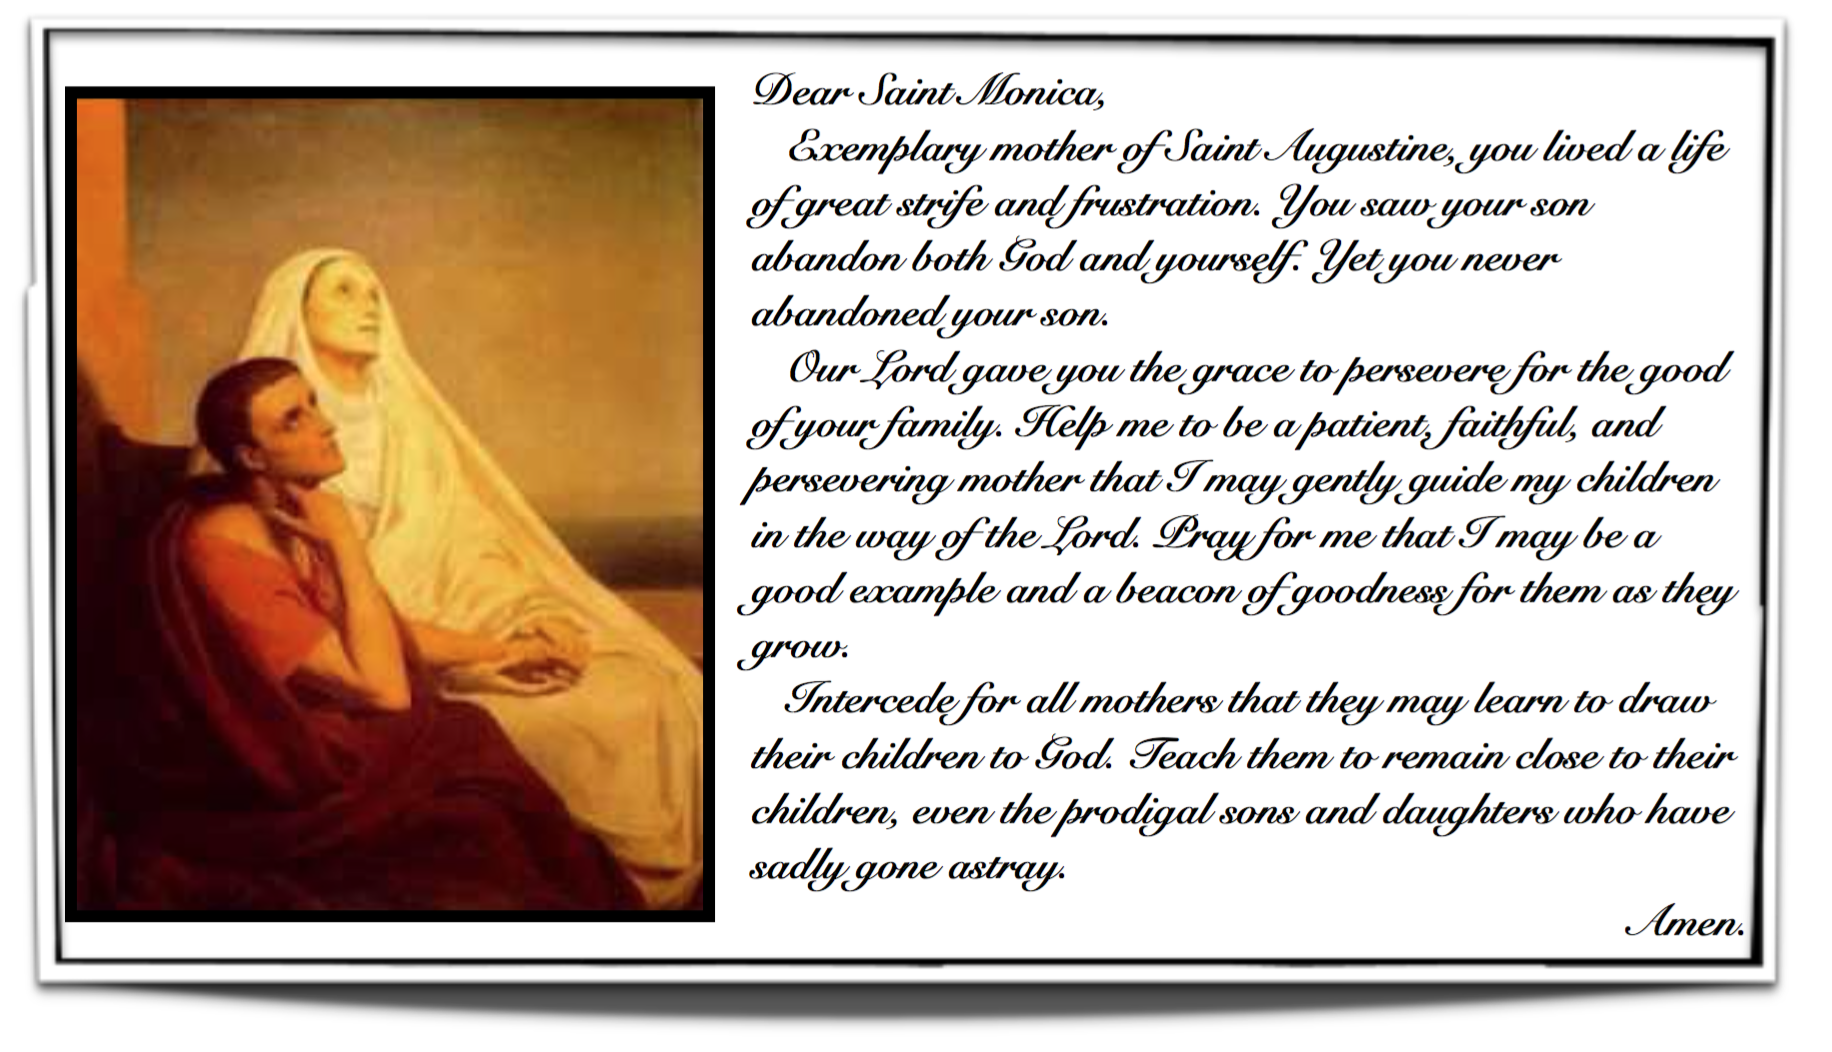 Dear Saint Monica,
Exemplary mother of Saint Augustine, you lived a life
of great strife and frustration. You saw your son
abandon both God and yourself. Yet you never
abandoned your son.
Our Lord gave you the grace to persevere for the good
of your family. Help me to be a patient, faithful, and
persevering mother that I may gently guide my children
in the way of the Lord. Pray for me that I may be a
good example and a beacon of goodness for them as they
grow.
Intercede for all mothers that they may learn to draw
their children to God. Teach them to remain close to their
children, even the prodigal sons and daughters who have
sadly gone astray.
Amen.